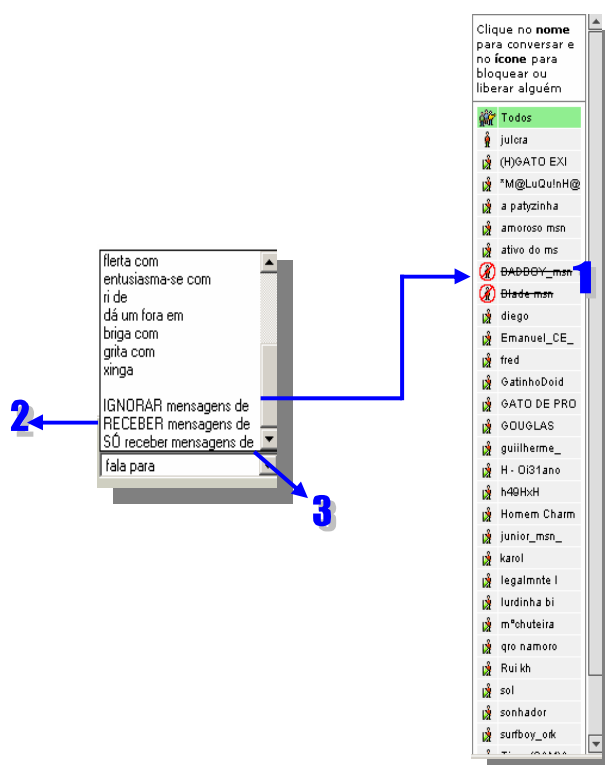 Clique no nome
para conversar e
no ícone para
bloquear ou
liberar alguém
Todos
julcra
(H)GATO EXI
*M@LuQu!nH@
a patyzinha
amoroso msn
ativo do ms
BADBOY_msn
Blade msn
diego
Emanuel_CE_
fred
GatinhoDoid
GATO DE PRO
GOUGLAS
guiilherme_
H - Oi31ano
h49HxH
Homem Charm
junior_msn_
karol
legalmnte l
lurdinha bi
mªchuteira
qro namoro
Rui kh
sol
sonhador
surfboy_ork
1
flerta com
entusiasma-se com
ri de
dá um fora em
briga com
grita com
xinga
IGNORAR mensagens de
RECEBER mensagens de
SÓ receber mensagens de
fala para
2
3